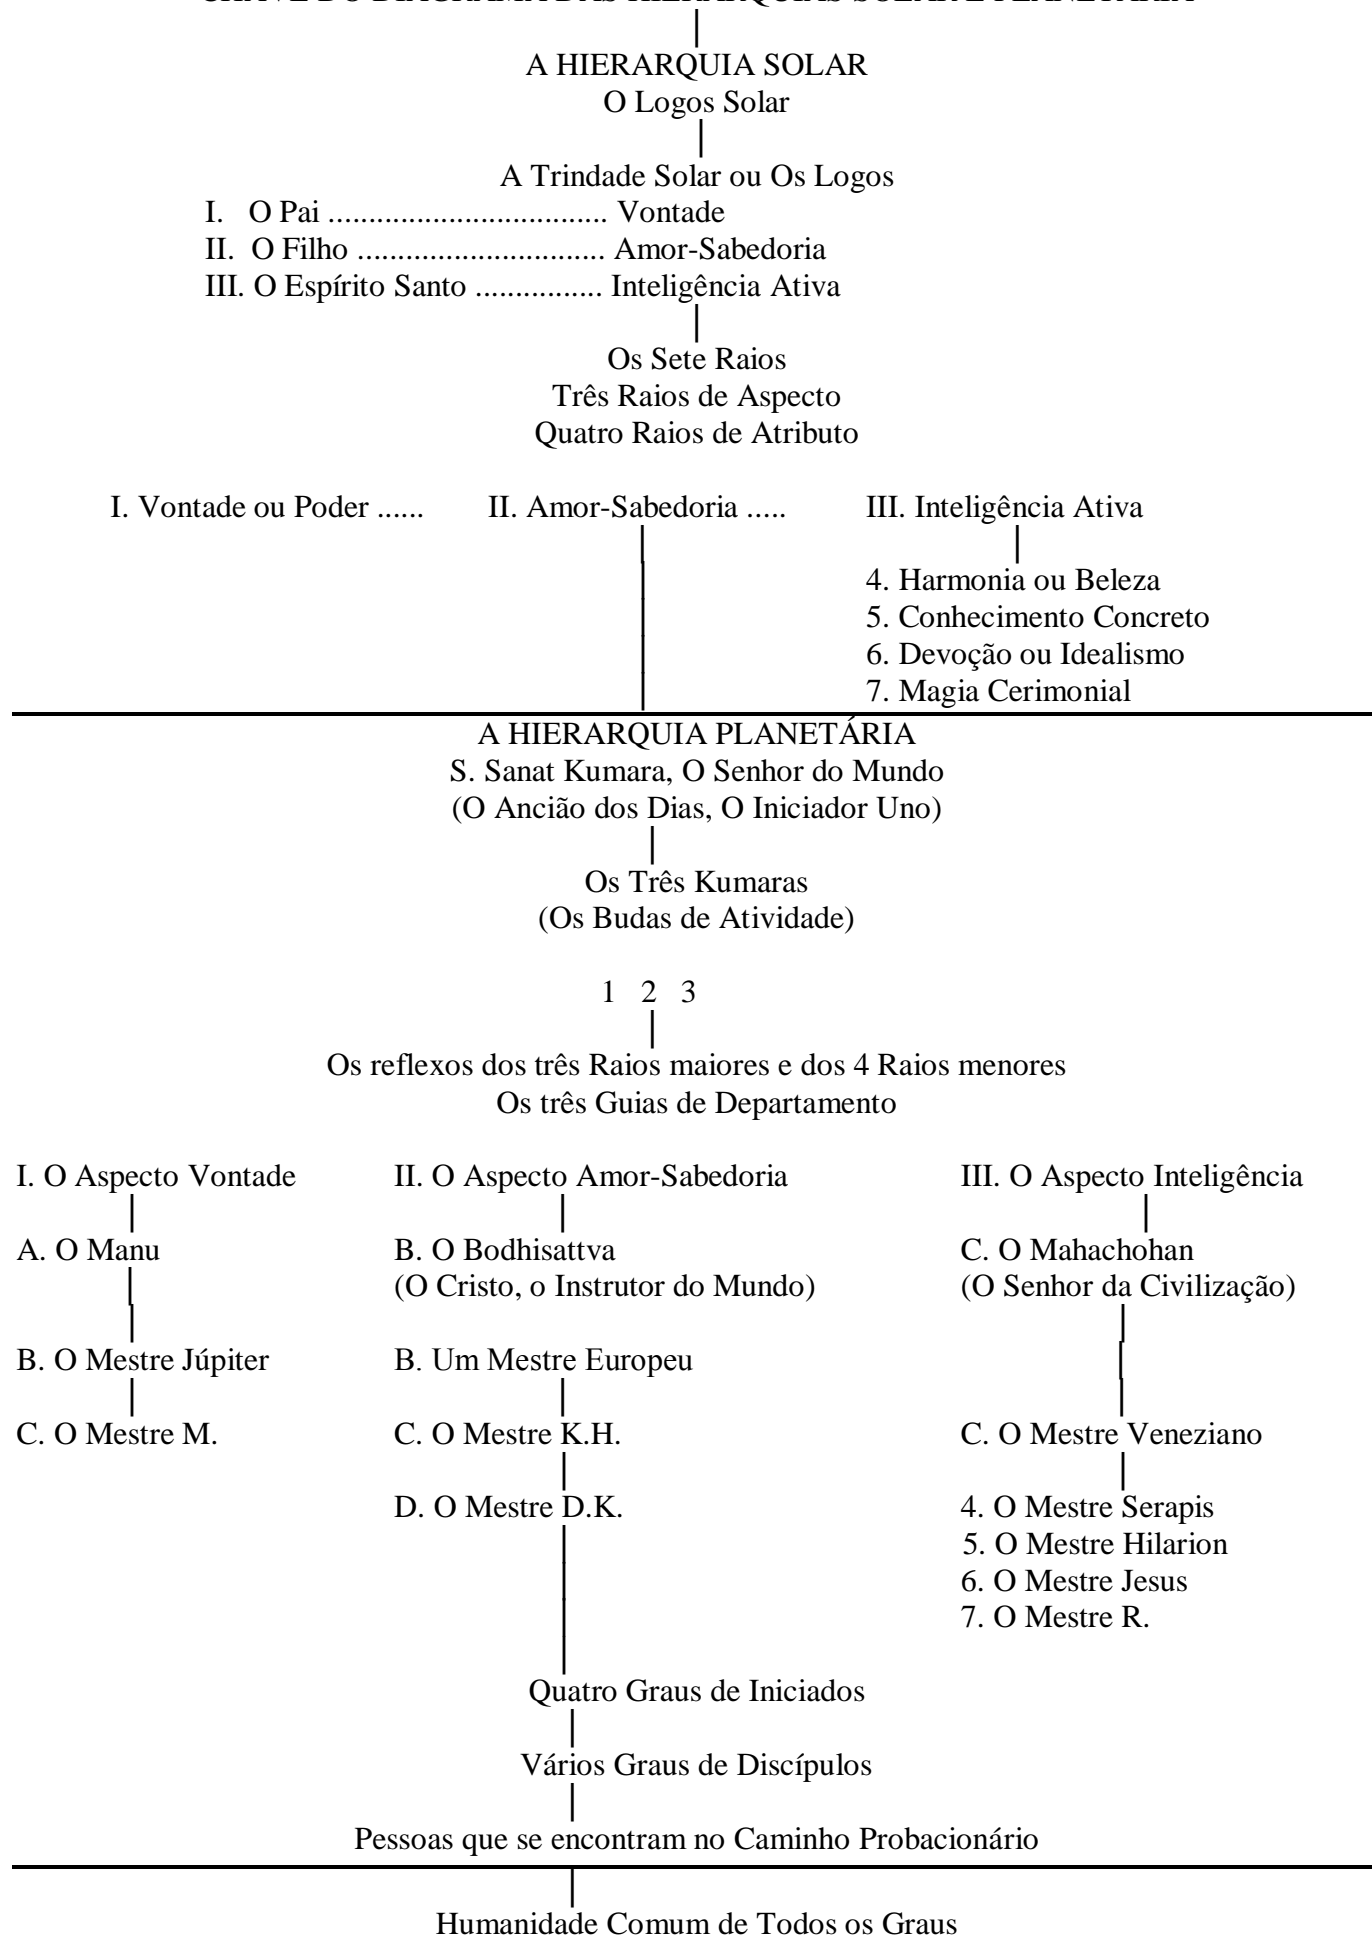 CHAVE DO DIAGRAMA DAS HIERARQUIAS SOLAR E PLANETÁRIA
A HIERARQUIA SOLAR
O Logos Solar
A Trindade Solar ou Os Logos
I. O Pai .................................. Vontade
II. O Filho .............................. Amor-Sabedoria
III. O Espírito Santo ................ Inteligência Ativa
Os Sete Raios
Três Raios de Aspecto
Quatro Raios de Atributo
I. Vontade ou Poder ...... II. Amor-Sabedoria ..... III. Inteligência Ativa
4. Harmonia ou Beleza
5. Conhecimento Concreto
6. Devoção ou Idealismo
7. Magia Cerimonial
A HIERARQUIA PLANETÁRIA
S. Sanat Kumara, O Senhor do Mundo
(O Ancião dos Dias, O Iniciador Uno)
Os Três Kumaras
(Os Budas de Atividade)
1 2 3
Os reflexos dos três Raios maiores e dos 4 Raios menores
Os três Guias de Departamento
I. O Aspecto Vontade II. O Aspecto Amor-Sabedoria III. O Aspecto Inteligência
A. O Manu B. O Bodhisattva C. O Mahachohan
(O Cristo, o Instrutor do Mundo) (O Senhor da Civilização)
B. O Mestre Júpiter B. Um Mestre Europeu
C. O Mestre M. C. O Mestre K.H. C. O Mestre Veneziano
D. O Mestre D.K. 4. O Mestre Serapis
5. O Mestre Hilarion
6. O Mestre Jesus
7. O Mestre R.
Quatro Graus de Iniciados
Vários Graus de Discípulos
Pessoas que se encontram no Caminho Probacionário
Humanidade Comum de Todos os Graus